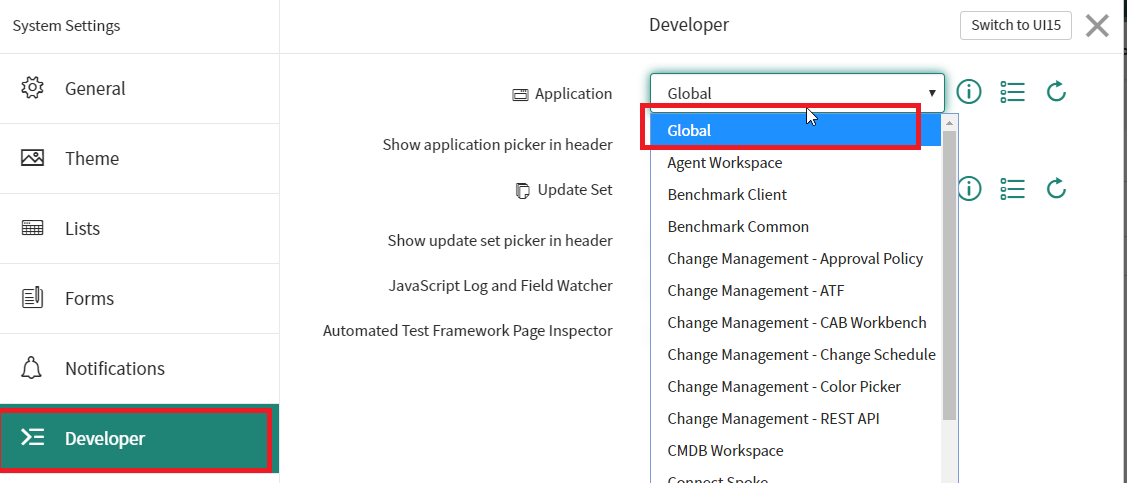 System Settings
Developer
Switch to UI15
General
Theme
Lists
Forms
Notifications
Developer
Application
Global
Show application picker in header
Update Set
Show update set picker in header
JavaScript Log and Field Watcher
Automated Test Framework Page Inspector
Global
Agent Workspace
Benchmark Client
Benchmark Common
Change Management - Approval Policy
Change Management - ATF
Change Management - CAB Workbench
Change Management - Change Schedule
Change Management - Color Picker
Change Management - REST API
CMDB Workspace
Connect Spoke